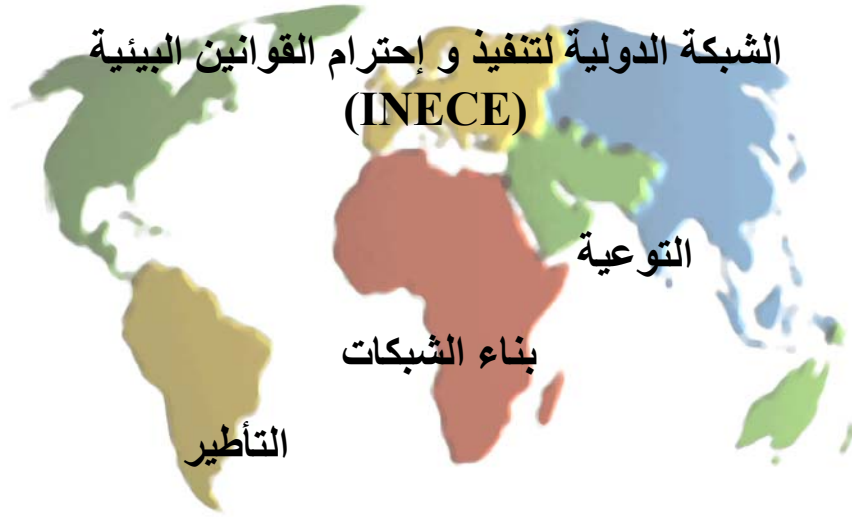 الشبكة الدولية لتنفيذ و إحترام القوانين البيئية
(INECE)
التوعية
بناء الشبكات
التأطير